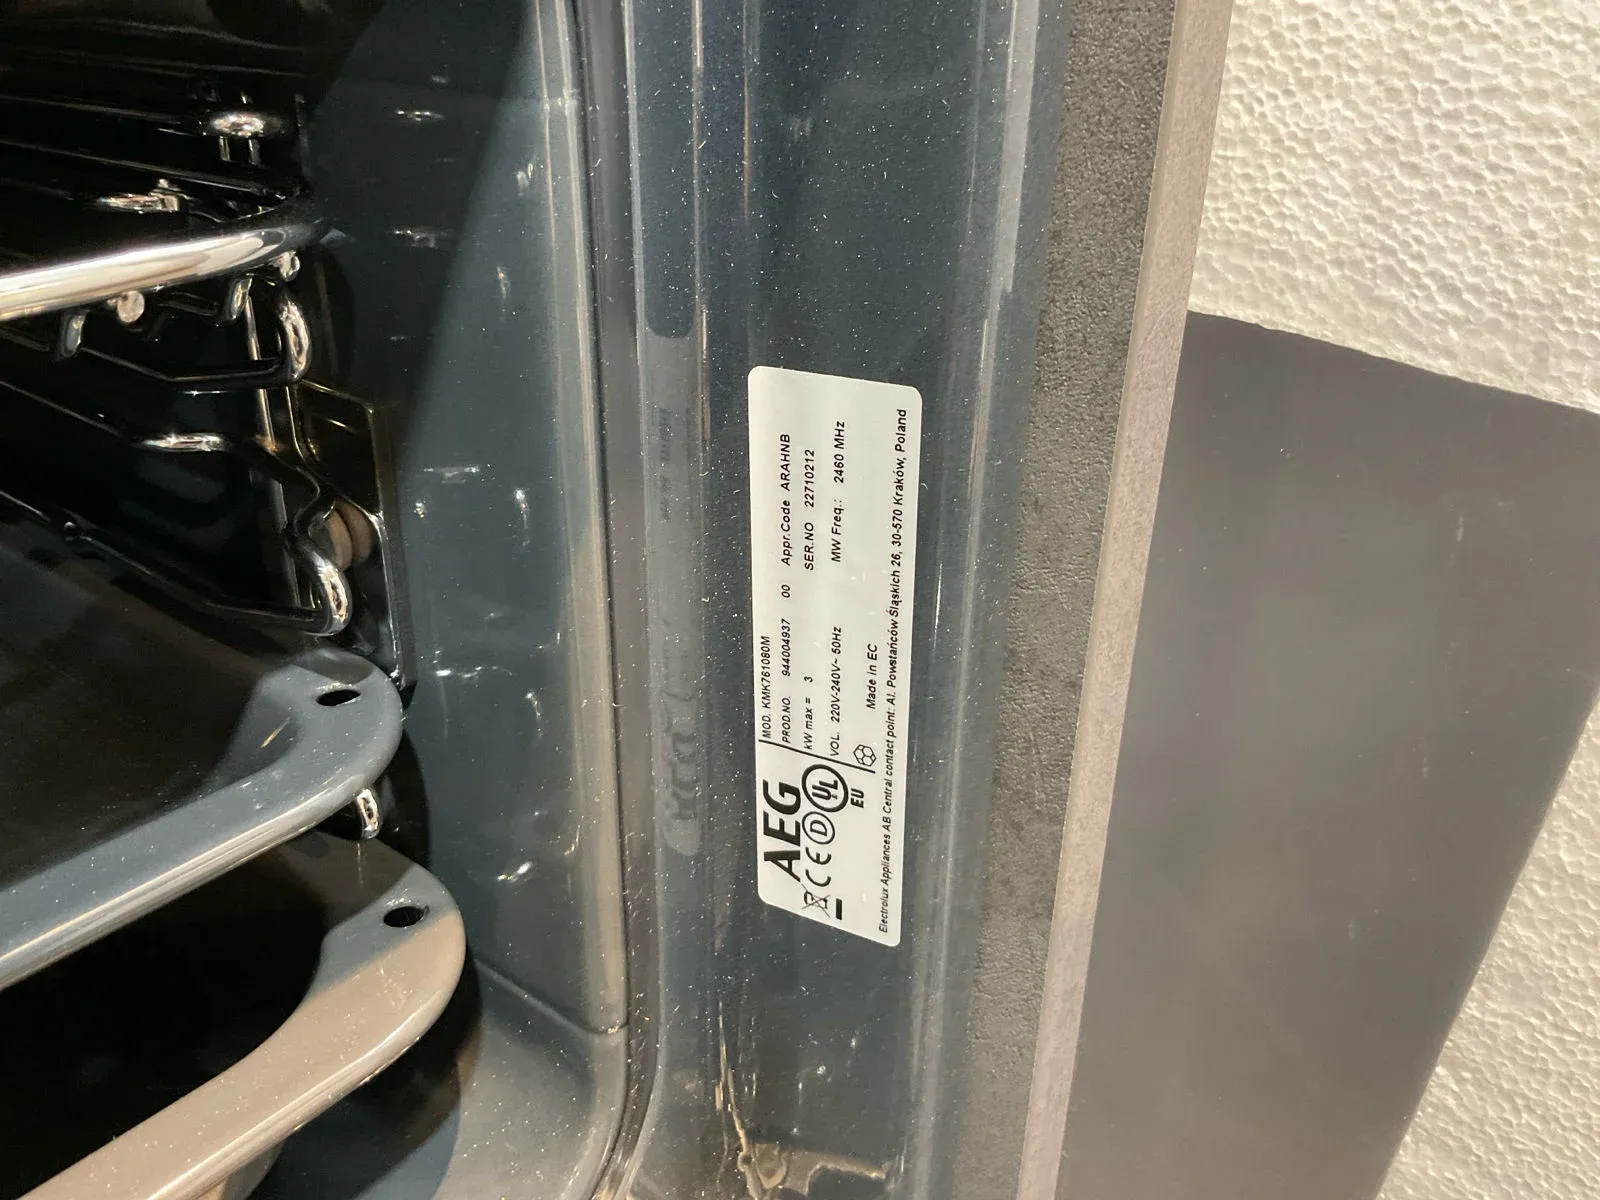 AEG
MOD. KMK761080M
PROD.NO. 944004937 00 Appr.Code ARAHNB
kW max = 3 SER.NO 22710212
VOL. 220V-240V~ 50Hz MW Freq.: 2460 MHz
CE D UL
EU
Made in EC
Electrolux Appliances AB Central contact point: Al. Powstańców Śląskich 26, 30-570 Kraków, Poland